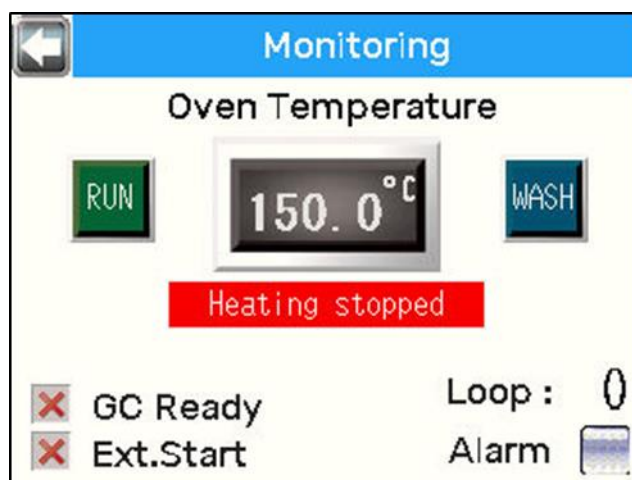 Monitoring
Oven Temperature
RUN
150.0°C
WASH
Heating stopped
GC Ready
Loop : 0
Ext.Start
Alarm